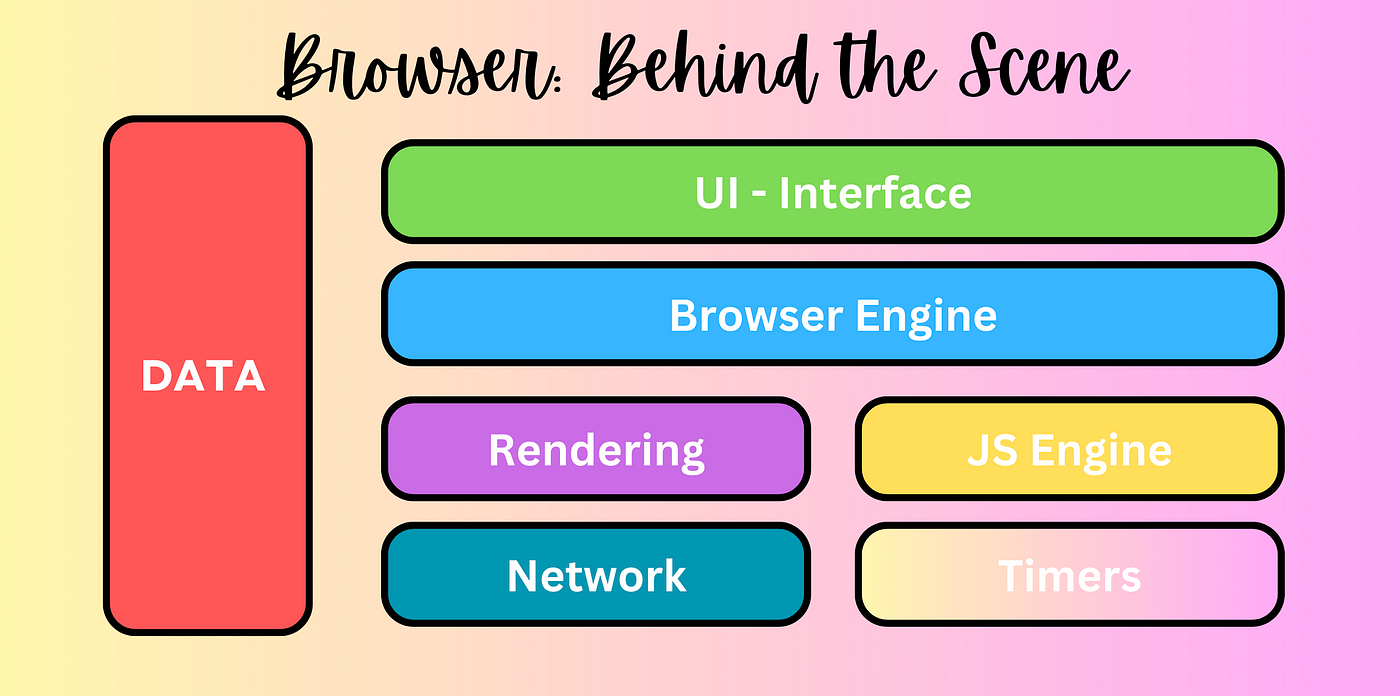 Browser: Behind the Scene
DATA
UI - Interface
Browser Engine
Rendering
JS Engine
Network
Timers